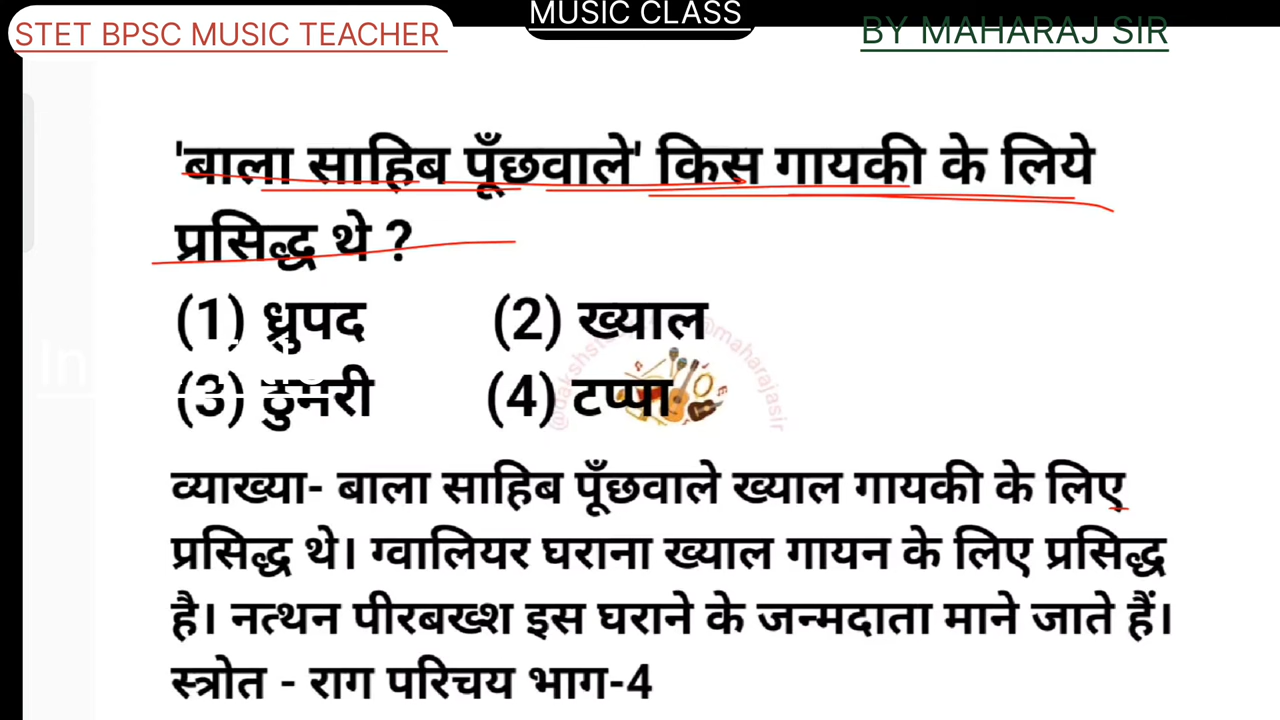 STET BPSC MUSIC TEACHER
MUSIC CLASS
BY MAHARAJ SIR
'बाला साहिब पूँछवाले' किस गायकी के लिये
प्रसिद्ध थे ?
(1) ध्रुपद (2) ख्याल
(3) ठुमरी (4) टप्पा
व्याख्या- बाला साहिब पूँछवाले ख्याल गायकी के लिए
प्रसिद्ध थे। ग्वालियर घराना ख्याल गायन के लिए प्रसिद्ध
है। नत्थन पीरबख्श इस घराने के जन्मदाता माने जाते हैं।
स्त्रोत - राग परिचय भाग-4
@maharajasir